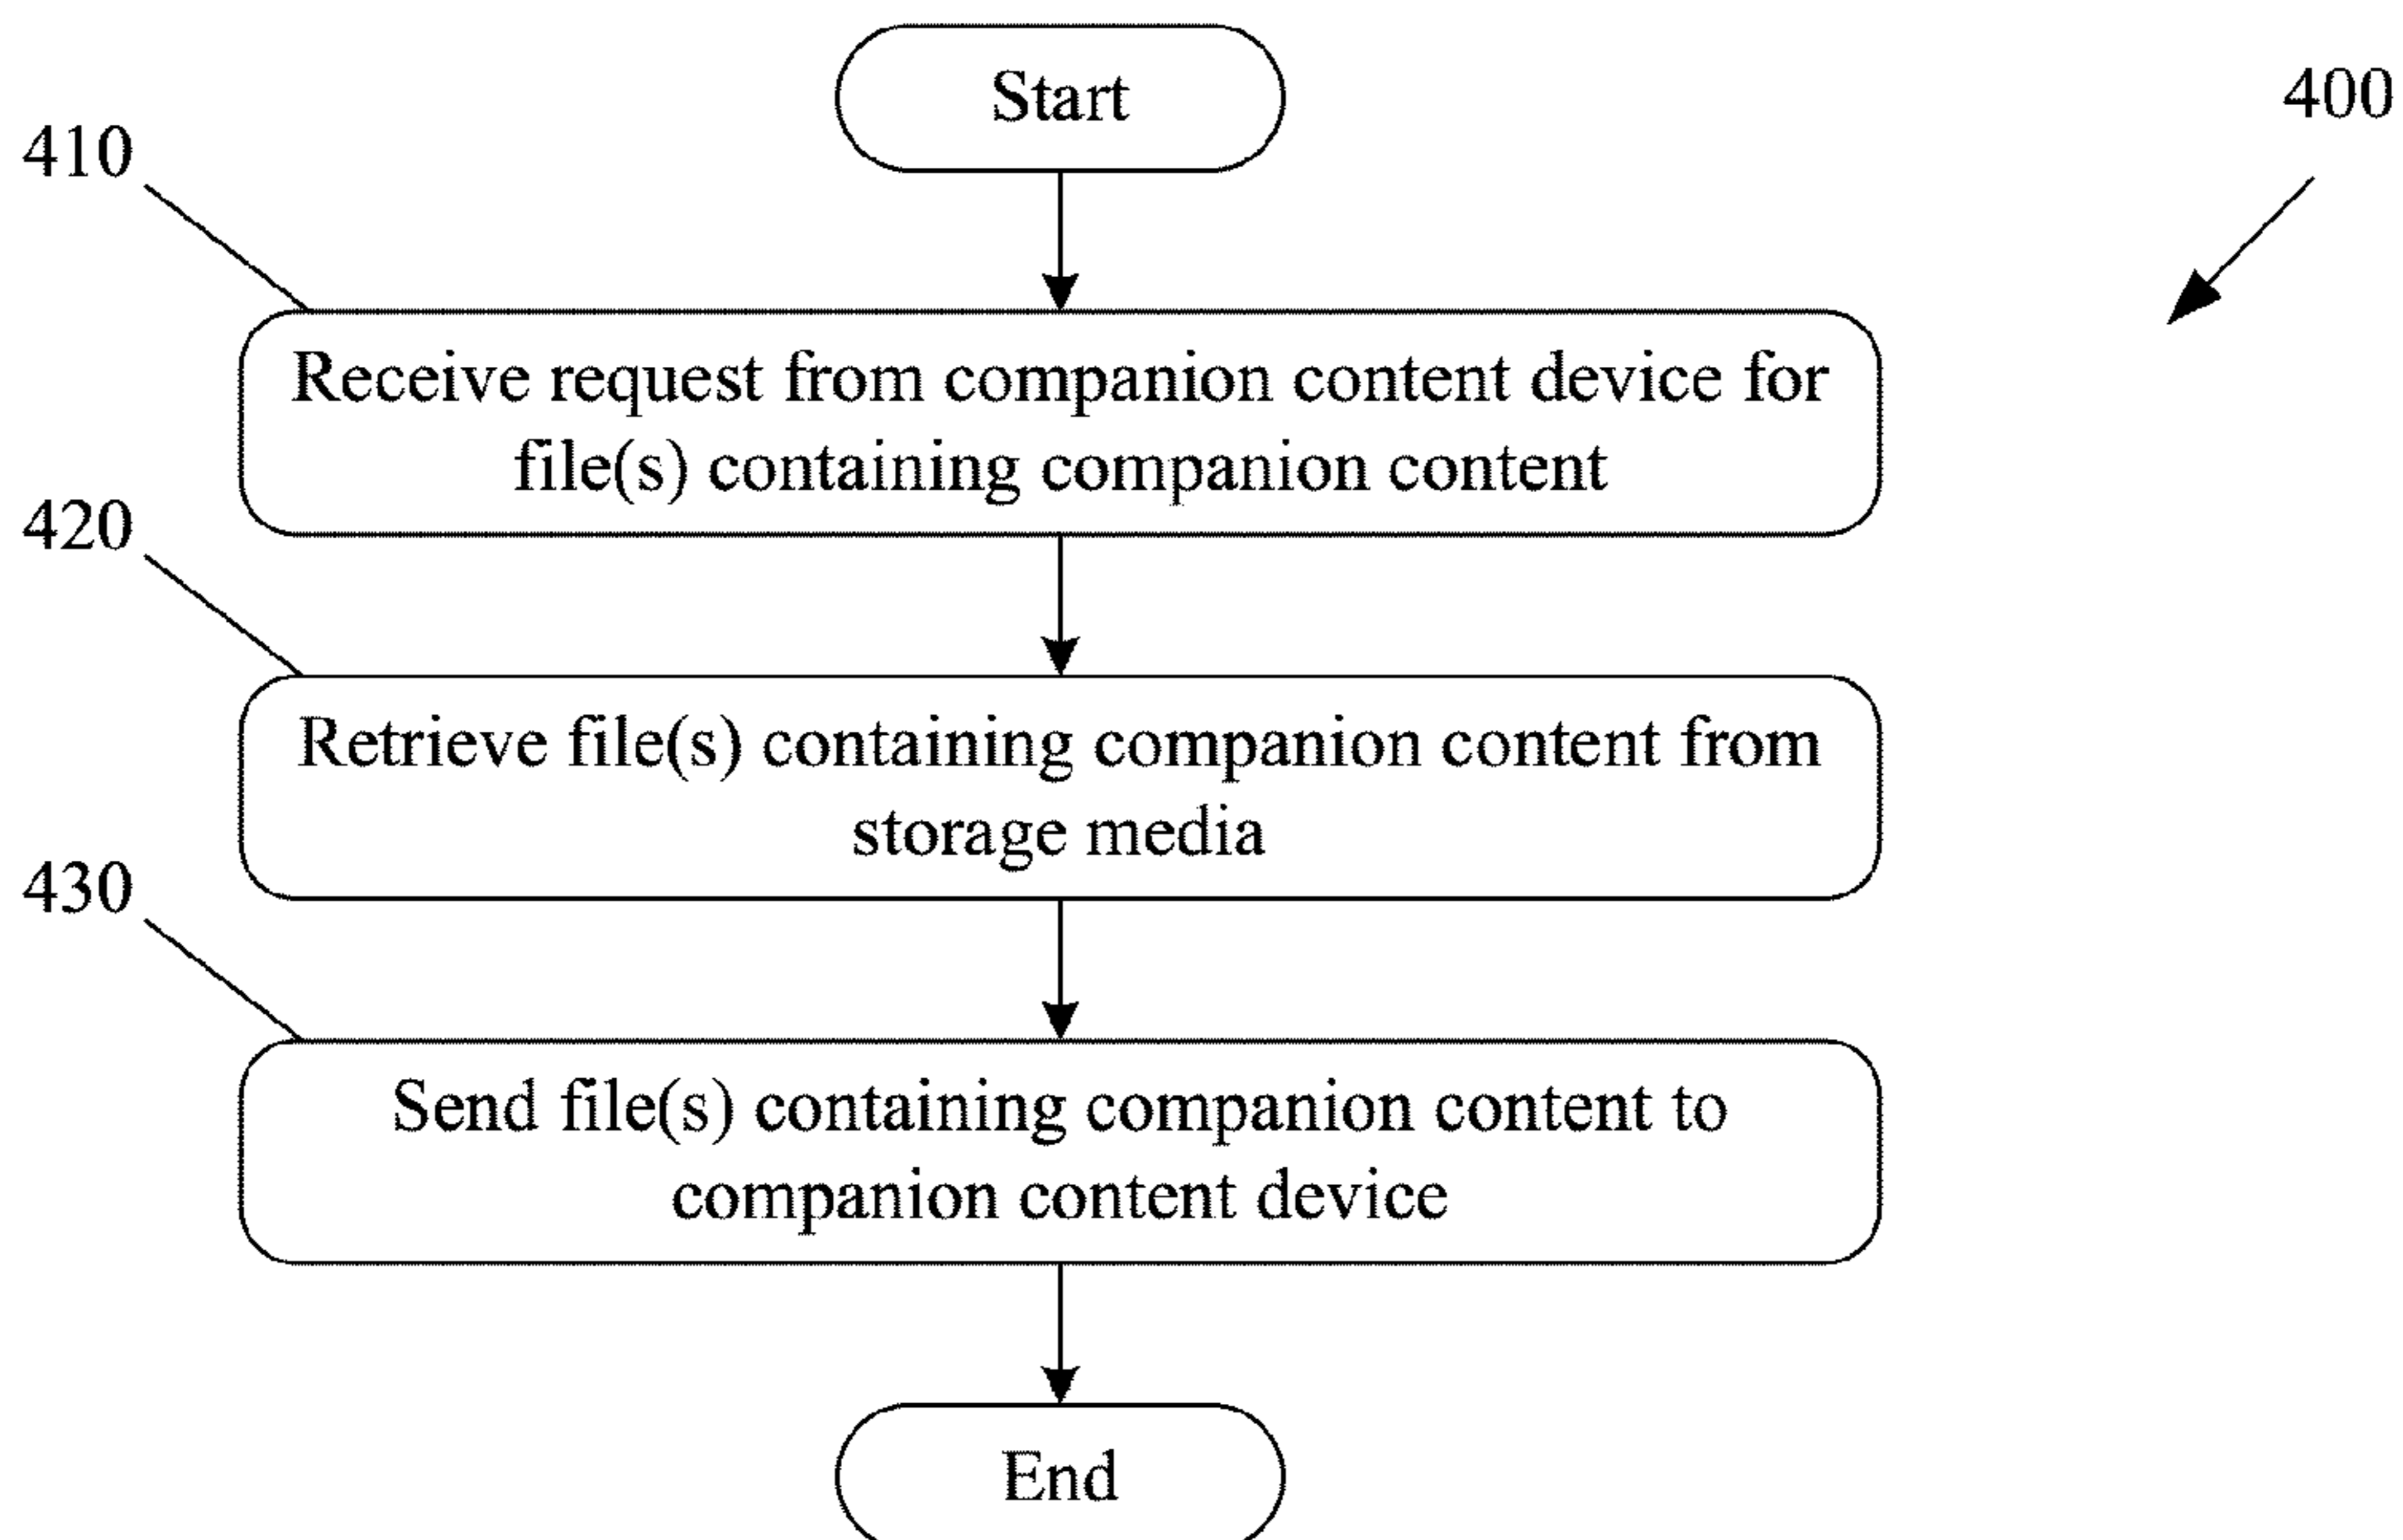 Start
400
410
Receive request from companion content device for
file(s) containing companion content
420
Retrieve file(s) containing companion content from
storage media
430
Send file(s) containing companion content to
companion content device
End